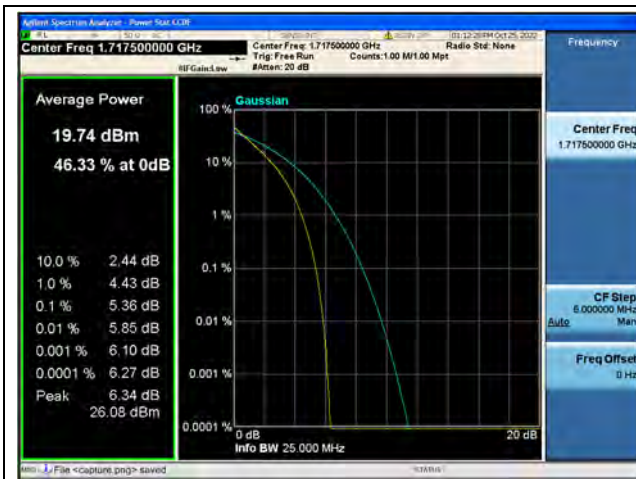 Agilent Spectrum Analyzer - Power Stat CCDF
Center Freq 1.717500000 GHz
Center Freq: 1.717500000 GHz
Radio Std: None
01:12:28 PM Oct 25, 2022
Trig: Free Run
Counts:1.00 M/1.00 Mpt
#IFGain:Low
#Atten: 20 dB
Frequency
Average Power
19.74 dBm
46.33 % at 0dB
10.0 % 2.44 dB
1.0 % 4.43 dB
0.1 % 5.36 dB
0.01 % 5.85 dB
0.001 % 6.10 dB
0.0001 % 6.27 dB
Peak 6.34 dB
26.08 dBm
Gaussian
100 %
10 %
1 %
0.1 %
0.01 %
0.001 %
0.0001 %
0 dB
20 dB
Info BW 25.000 MHz
Center Freq
1.717500000 GHz
CF Step
6.000000 MHz
Auto Man
Freq Offset
0 Hz
MSG
File <capture.png> saved
STATUS